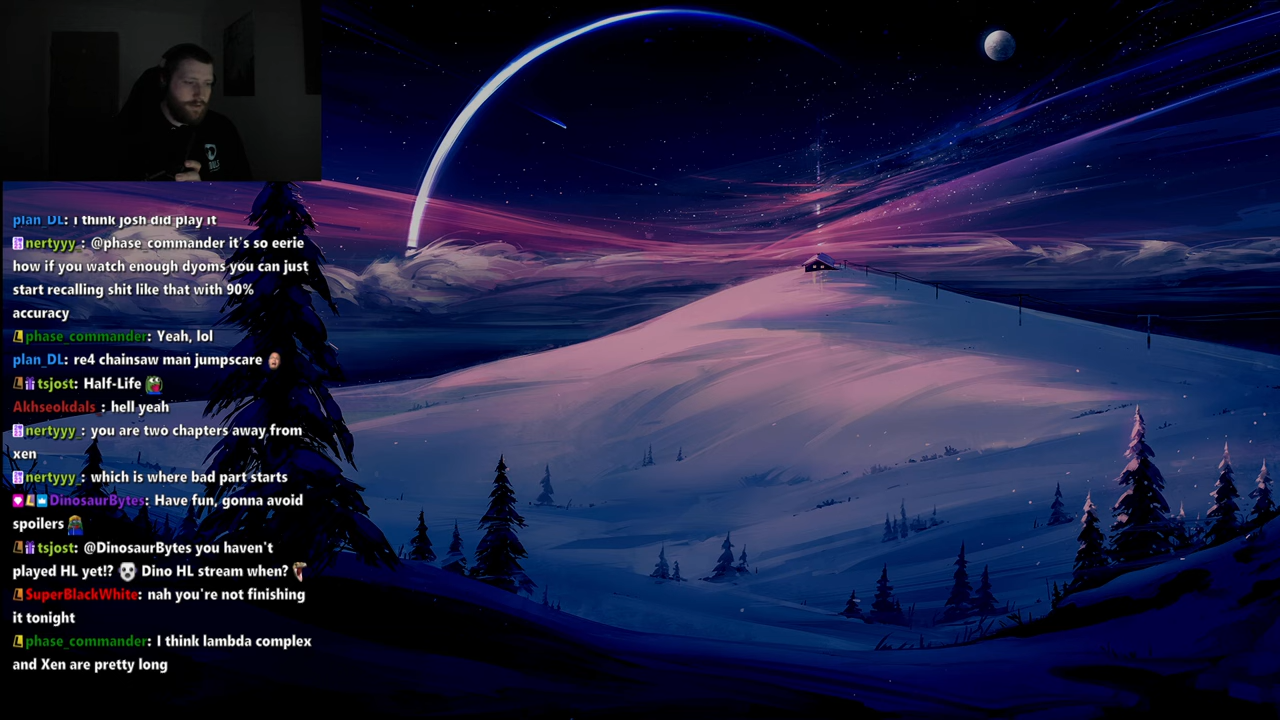 plan_DL: I think josh did play it
nertyyy_: @phase_commander it's so eerie
how if you watch enough dyoms you can just
start recalling shit like that with 90%
accuracy
phase_commander: Yeah, lol
plan_DL: re4 chainsaw man jumpscare
tsjost: Half-Life
Akhseokdals_: hell yeah
nertyyy_: you are two chapters away from
xen
nertyyy_: which is where bad part starts
DinosaurBytes: Have fun, gonna avoid
spoilers
tsjost: @DinosaurBytes you haven't
played HL yet!? Dino HL stream when?
SuperBlackWhite: nah you're not finishing
it tonight
phase_commander: I think lambda complex
and Xen are pretty long